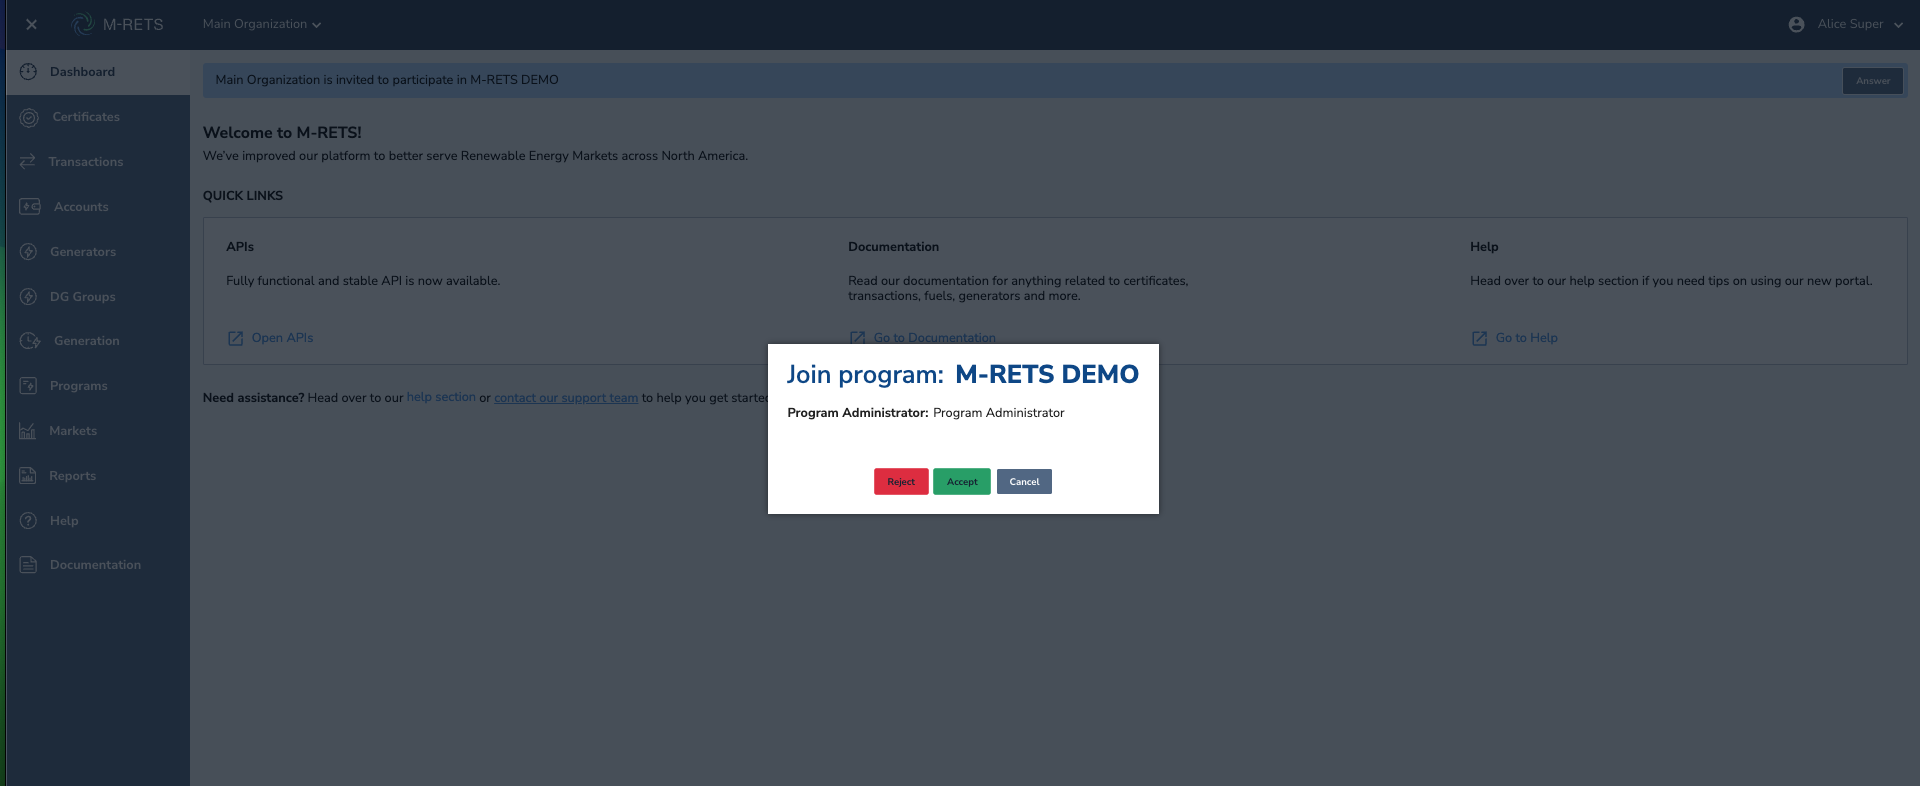 M-RETS
Main Organization
Alice Super
Dashboard
Certificates
Transactions
Accounts
Generators
DG Groups
Generation
Programs
Markets
Reports
Help
Documentation
Main Organization is invited to participate in M-RETS DEMO
Answer
Welcome to M-RETS!
We've improved our platform to better serve Renewable Energy Markets across North America.
QUICK LINKS
APIs
Fully functional and stable API is now available.
Open APIs
Documentation
Read our documentation for anything related to certificates,
transactions, fuels, generators and more.
Go to Documentation
Help
Head over to our help section if you need tips on using our new portal.
Go to Help
Need assistance? Head over to our help section or contact our support team to help you get started
Join program: M-RETS DEMO
Program Administrator: Program Administrator
Reject
Accept
Cancel